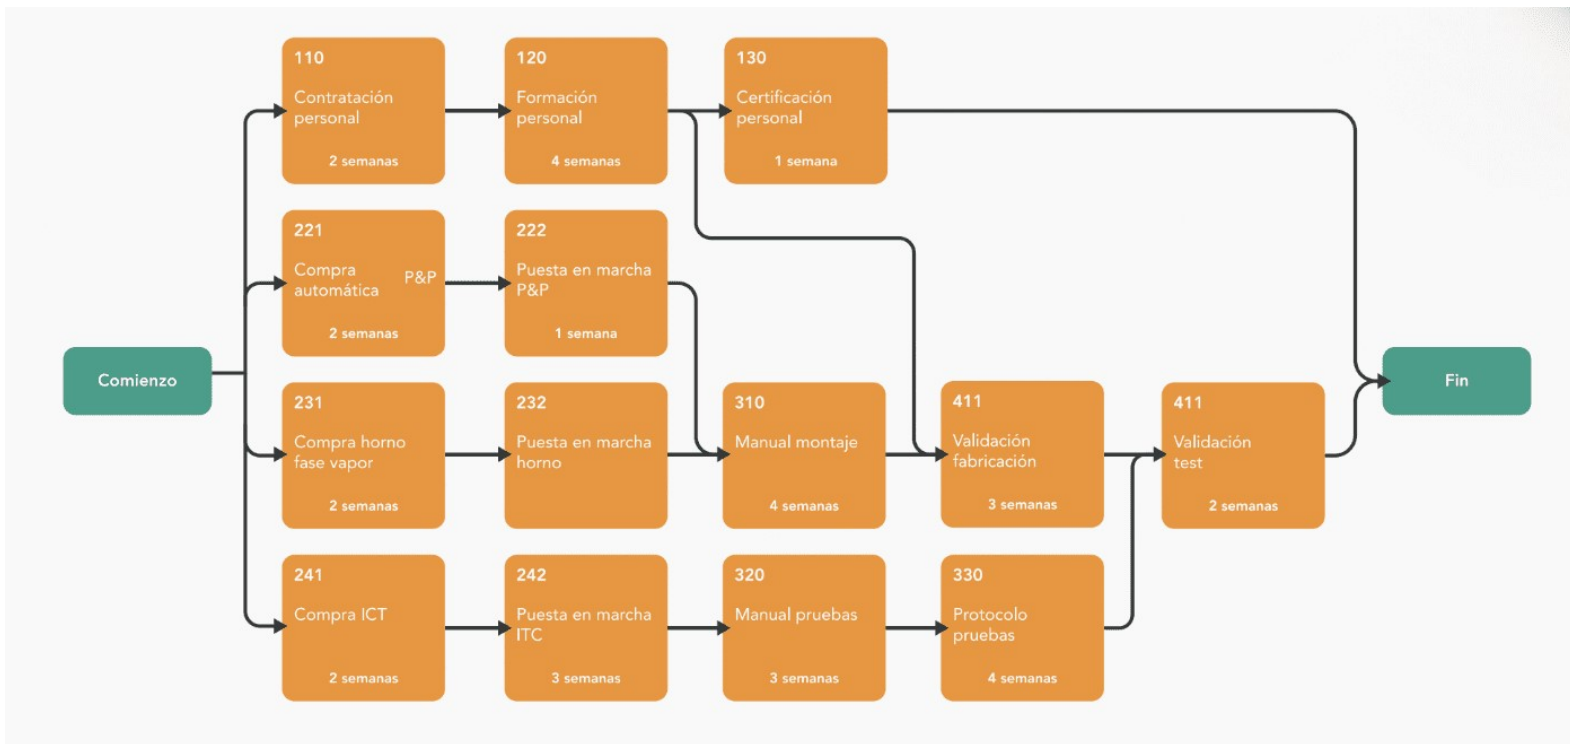 110
Contratación
personal
2 semanas
120
Formación
personal
4 semanas
130
Certificación
personal
1 semana
221
Compra P&P
automática
2 semanas
222
Puesta en marcha
P&P
1 semana
Comienzo
231
Compra horno
fase vapor
2 semanas
232
Puesta en marcha
horno
310
Manual montaje
4 semanas
411
Validación
fabricación
3 semanas
411
Validación
test
2 semanas
Fin
241
Compra ICT
2 semanas
242
Puesta en marcha
ITC
3 semanas
320
Manual pruebas
3 semanas
330
Protocolo
pruebas
4 semanas